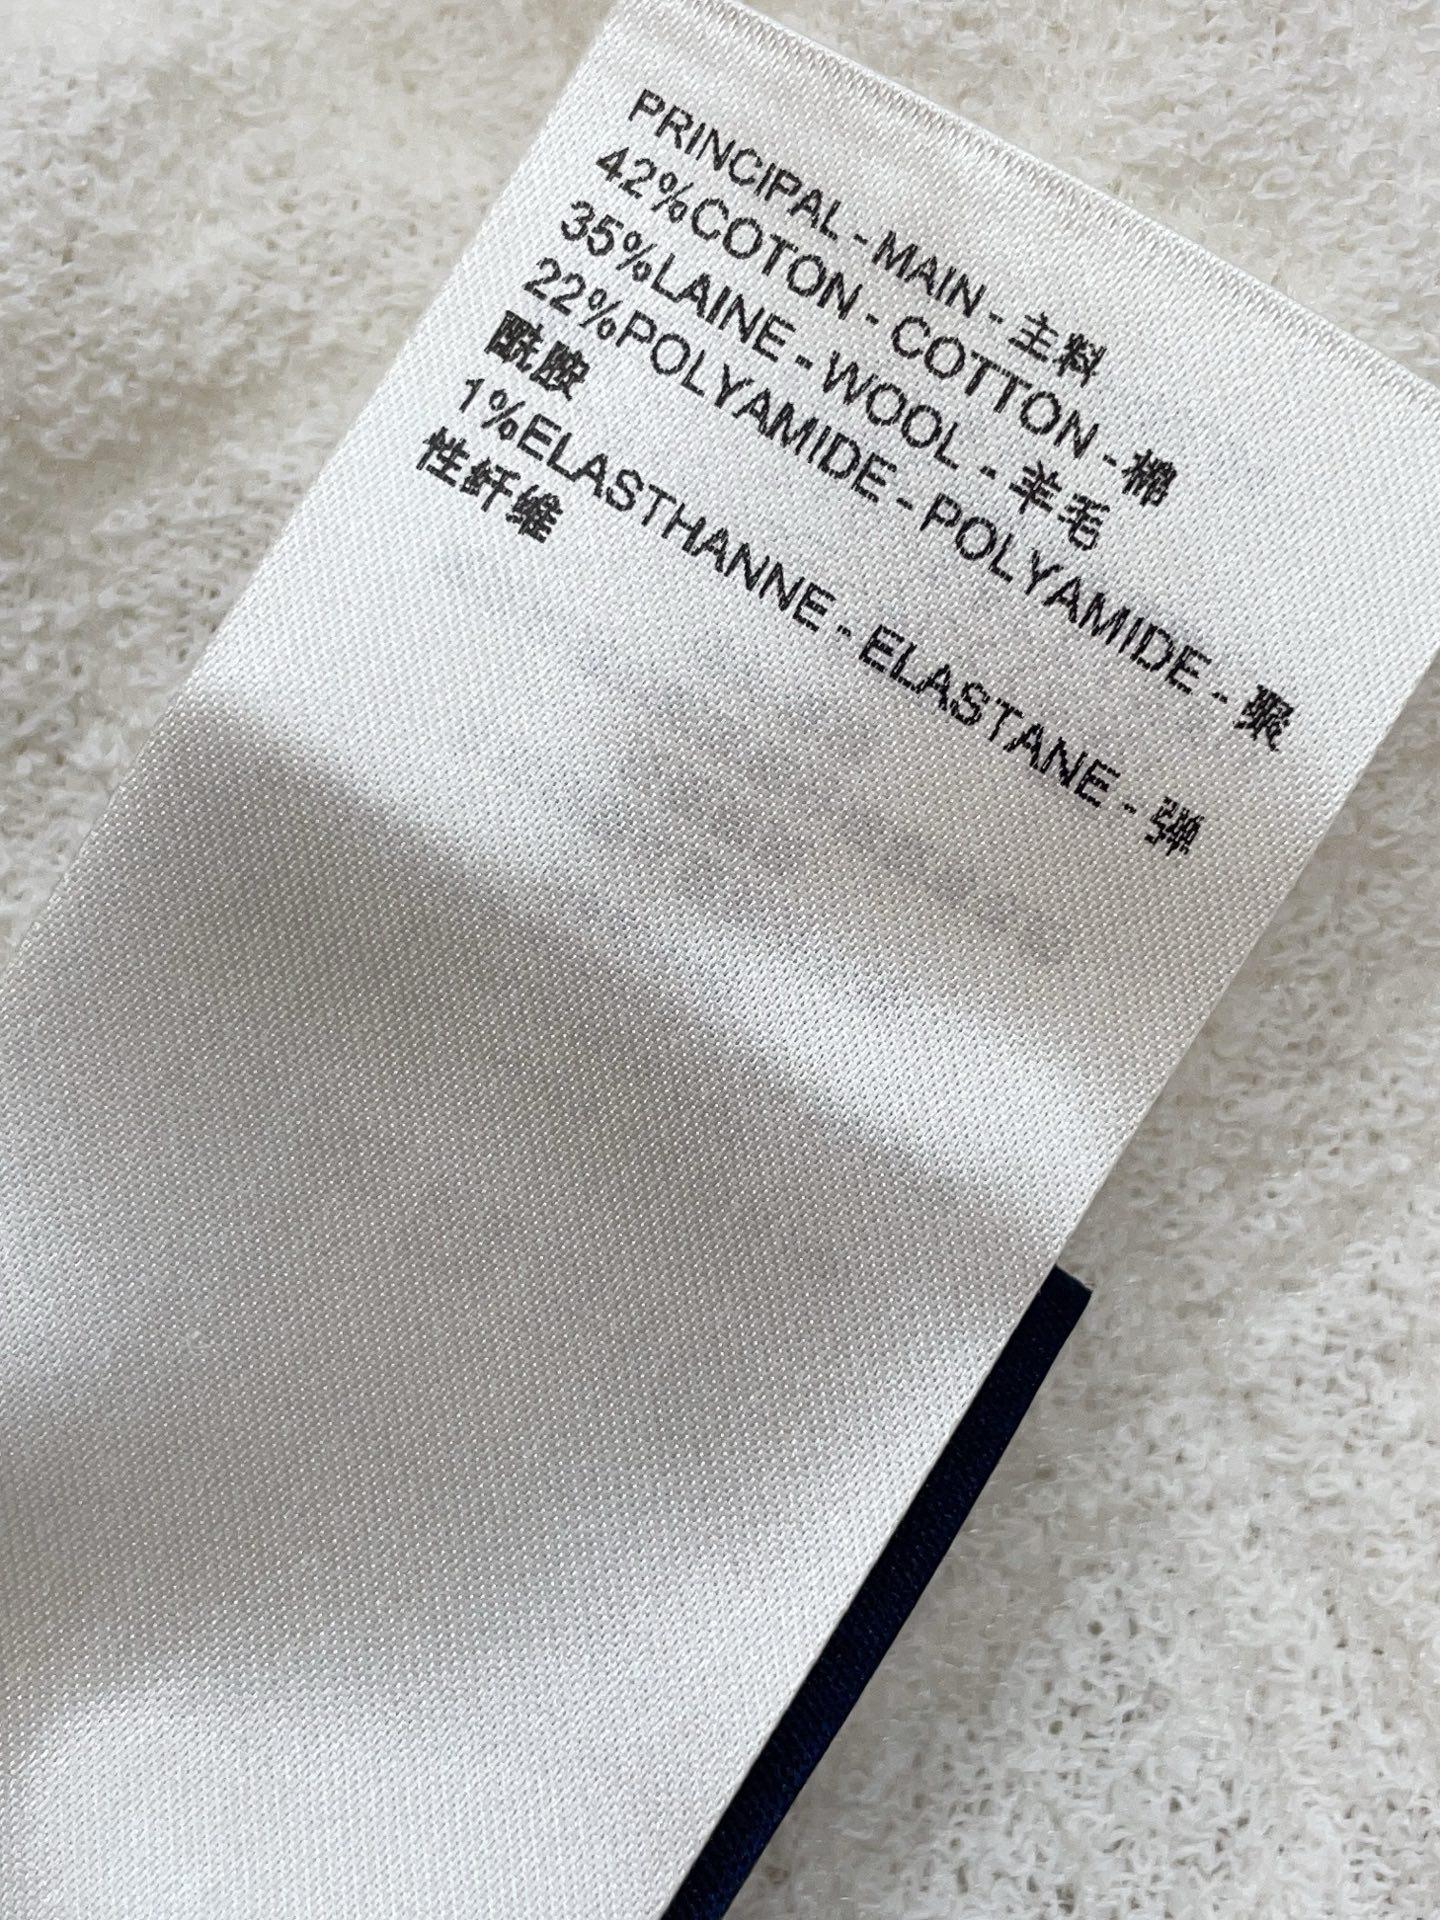 PRINCIPAL - MAIN - 主料
42%COTON - COTTON - 棉
35%LAINE - WOOL - 羊毛
22%POLYAMIDE - POLYAMIDE - 聚
酰胺
1%ELASTHANNE - ELASTANE - 弹
性纤维